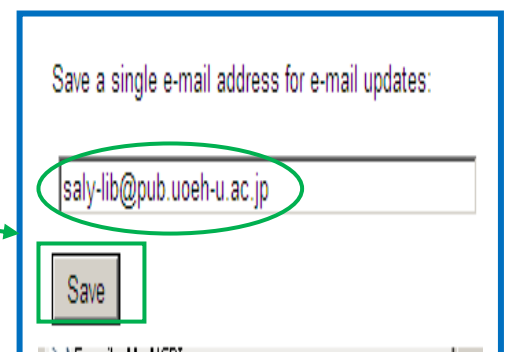 Save a single e-mail address for e-mail updates:
saly-lib@pub.uoeh-u.ac.jp
Save